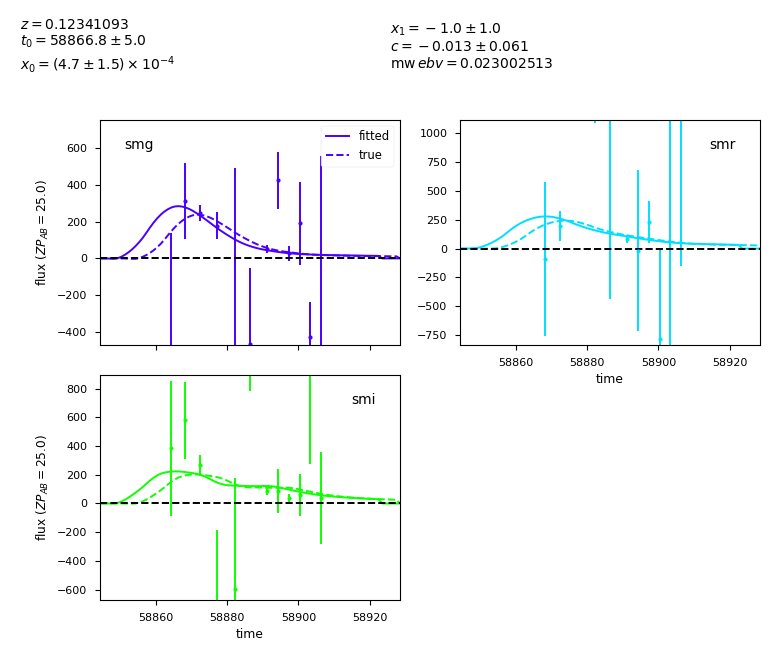 z = 0.12341093
t₀ = 58866.8 ± 5.0
x₀ = (4.7 ± 1.5) × 10⁻⁴
x₁ = −1.0 ± 1.0
c = −0.013 ± 0.061
mw ebv = 0.023002513
smg
fitted
true
600
400
200
0
−200
−400
flux (ZP_AB = 25.0)
smr
1000
750
500
250
0
−250
−500
−750
58860 58880 58900 58920
time
smi
800
600
400
200
0
−200
−400
−600
flux (ZP_AB = 25.0)
58860 58880 58900 58920
time